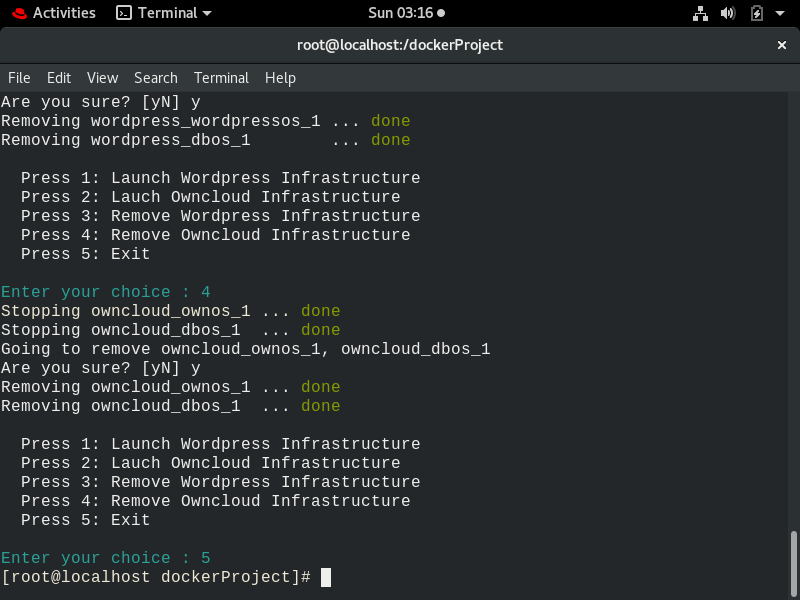 Activities Terminal Sun 03:16
root@localhost:/dockerProject
File Edit View Search Terminal Help
Are you sure? [yN] y
Removing wordpress_wordpressos_1 ... done
Removing wordpress_dbos_1        ... done
Press 1: Launch Wordpress Infrastructure
Press 2: Lauch Owncloud Infrastructure
Press 3: Remove Wordpress Infrastructure
Press 4: Remove Owncloud Infrastructure
Press 5: Exit
Enter your choice : 4
Stopping owncloud_ownos_1 ... done
Stopping owncloud_dbos_1  ... done
Going to remove owncloud_ownos_1, owncloud_dbos_1
Are you sure? [yN] y
Removing owncloud_ownos_1 ... done
Removing owncloud_dbos_1  ... done
Press 1: Launch Wordpress Infrastructure
Press 2: Lauch Owncloud Infrastructure
Press 3: Remove Wordpress Infrastructure
Press 4: Remove Owncloud Infrastructure
Press 5: Exit
Enter your choice : 5
[root@localhost dockerProject]#